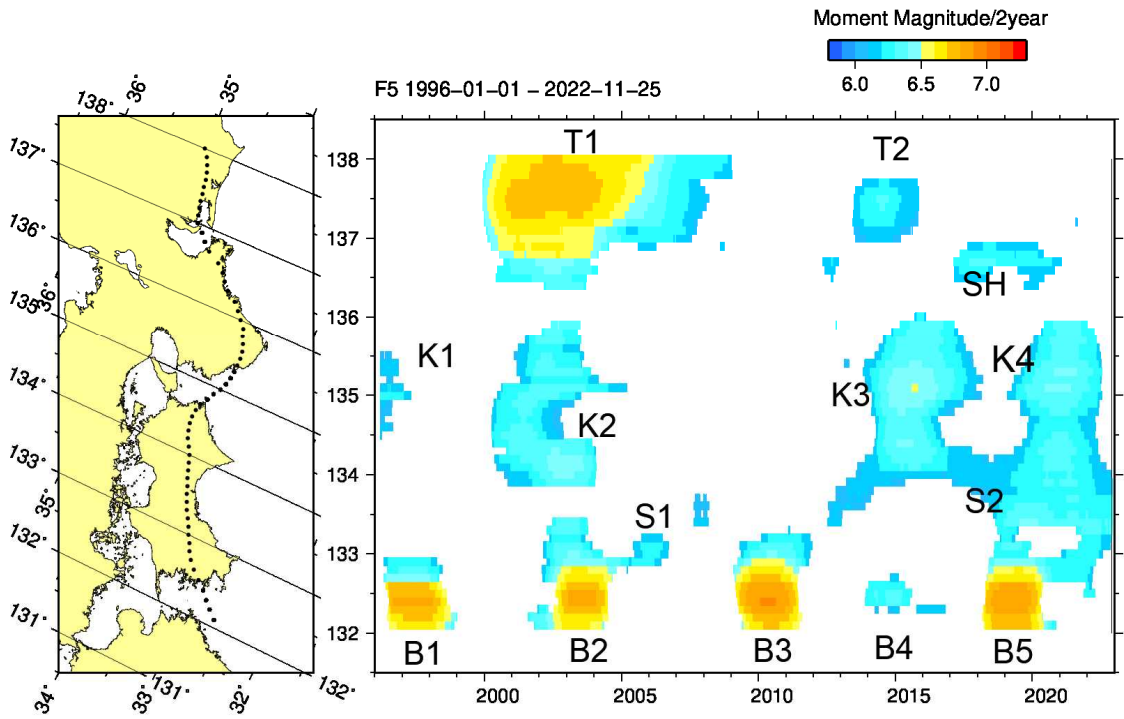 Moment Magnitude/2year
6.0 6.5 7.0
F5 1996-01-01 - 2022-11-25
138° 36° 35°
137°
136°
135°
36°
134°
133°
35°
132°
131°
34° 33° 131° 32° 132°
138
137
136
135
134
133
132
T1
T2
SH
K1
K4
K3
K2
S2
S1
B1 B2 B3 B4 B5
2000 2005 2010 2015 2020